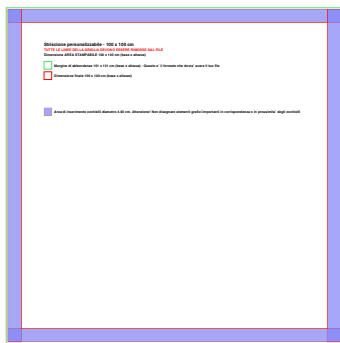 Striscione personalizzabile - 100 x 100 cm
TUTTE LE LINEE DELLA GRIGLIA DEVONO ESSERE RIMOSSE DAL FILE
Dimensione AREA STAMPABILE 100 x 100 cm (base x altezza)
Margine di abbondanza 101 x 101 cm (base x altezza) - Questo e' il formato che dovra' avere il tuo file
Dimensione finale 100 x 100 cm (base x altezza)
Area di inserimento occhielli diametro 4.00 cm. Attenzione! Non disegnare elementi grafici importanti in corrispondenza o in prossimita' degli occhielli